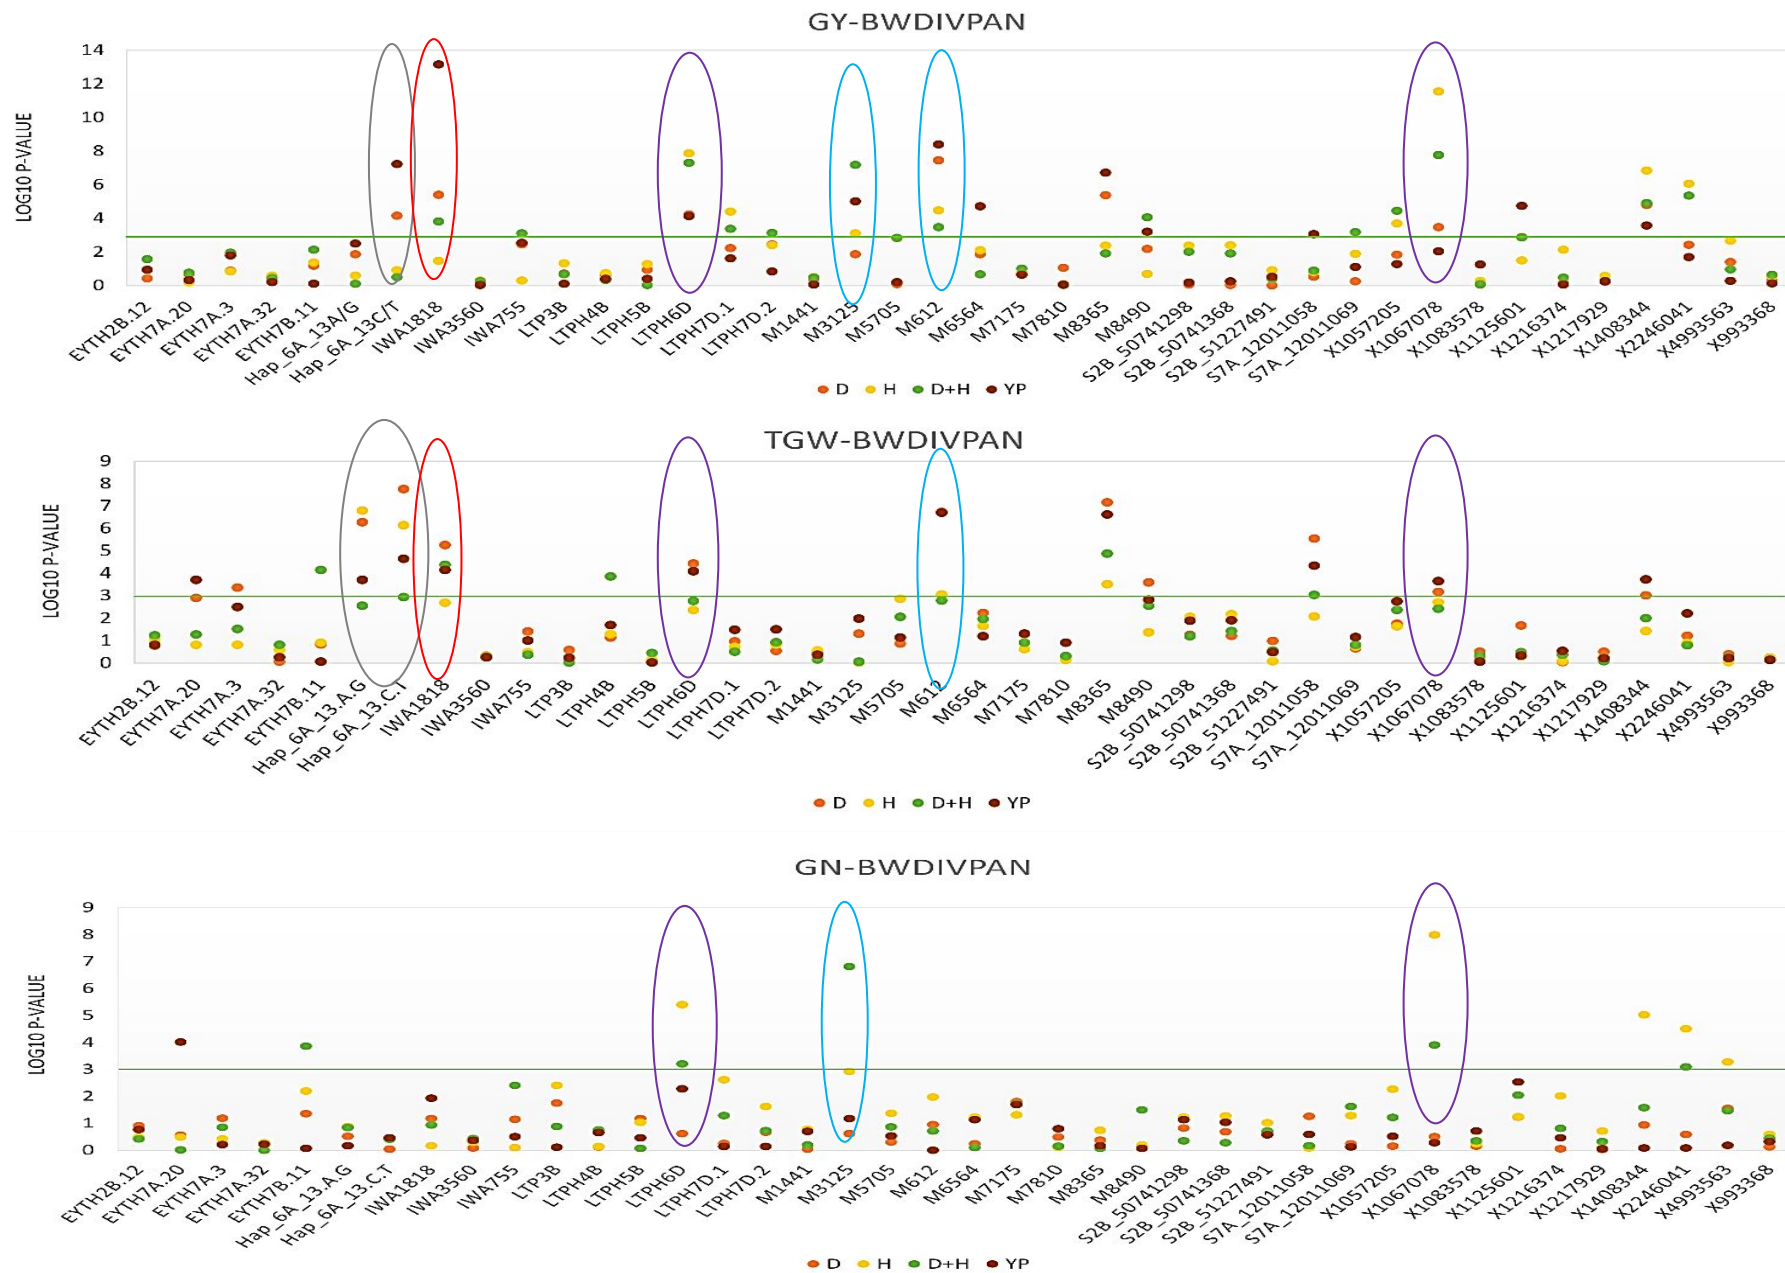 GY-BWDIVPAN
LOG10 P-VALUE
14
12
10
8
6
4
2
0
EYTH2B.12 EYTH7A.20 EYTH7A.3 EYTH7A.32 EYTH7B.11 Hap_6A_13A/G Hap_6A_13C/T IWA1818 IWA3560 IWA755 LTP3B LTPH4B LTPH5B LTPH6D LTPH7D.1 LTPH7D.2 M1441 M3125 M5705 M612 M6564 M7175 M7810 M8365 M8490 S2B_50741298 S2B_50741368 S2B_51227491 S7A_12011058 S7A_12011069 X1057205 X1067078 X1083578 X1125601 X1216374 X1217929 X1408344 X2246041 X4993563 X993368
D H D+H YP
TGW-BWDIVPAN
LOG10 P-VALUE
9
8
7
6
5
4
3
2
1
0
EYTH2B.12 EYTH7A.20 EYTH7A.3 EYTH7A.32 EYTH7B.11 Hap_6A_13.A.G Hap_6A_13.C.T IWA1818 IWA3560 IWA755 LTP3B LTPH4B LTPH5B LTPH6D LTPH7D.1 LTPH7D.2 M1441 M3125 M5705 M612 M6564 M7175 M7810 M8365 M8490 S2B_50741298 S2B_50741368 S2B_51227491 S7A_12011058 S7A_12011069 X1057205 X1067078 X1083578 X1125601 X1216374 X1217929 X1408344 X2246041 X4993563 X993368
D H D+H YP
GN-BWDIVPAN
LOG10 P-VALUE
9
8
7
6
5
4
3
2
1
0
EYTH2B.12 EYTH7A.20 EYTH7A.3 EYTH7A.32 EYTH7B.11 Hap_6A_13.A.G Hap_6A_13.C.T IWA1818 IWA3560 IWA755 LTP3B LTPH4B LTPH5B LTPH6D LTPH7D.1 LTPH7D.2 M1441 M3125 M5705 M612 M6564 M7175 M7810 M8365 M8490 S2B_50741298 S2B_50741368 S2B_51227491 S7A_12011058 S7A_12011069 X1057205 X1067078 X1083578 X1125601 X1216374 X1217929 X1408344 X2246041 X4993563 X993368
D H D+H YP